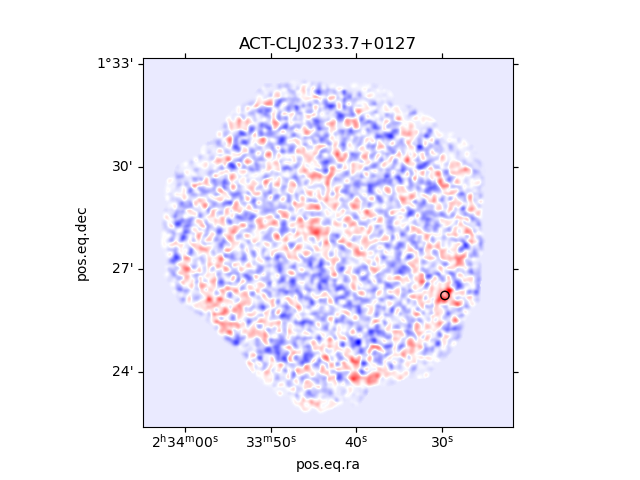 ACT-CLJ0233.7+0127
1°33'
30'
27'
24'
pos.eq.dec
2ʰ34ᵐ00ˢ 33ᵐ50ˢ 40ˢ 30ˢ
pos.eq.ra